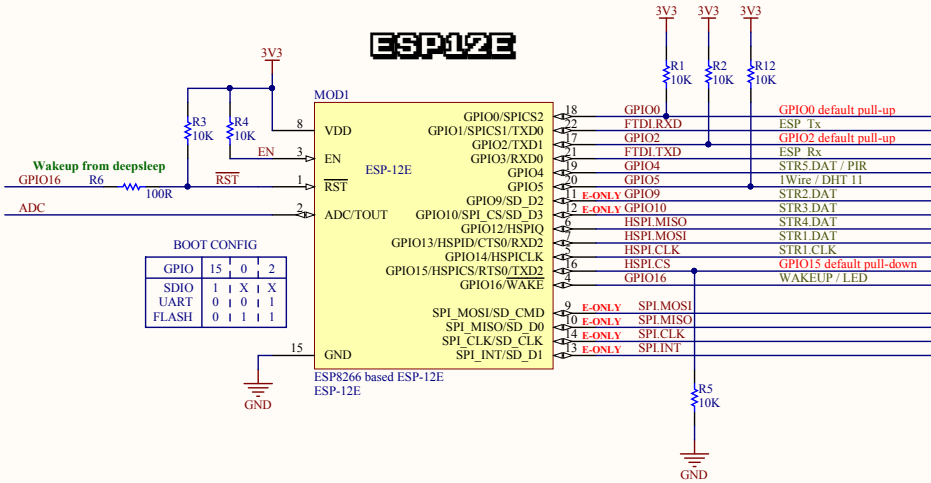 ESP12E
3V3
3V3
3V3
3V3
R1
10K
R2
10K
R12
10K
R3
10K
R4
10K
EN
Wakeup from deepsleep
GPIO16
R6
100R
RST
ADC
MOD1
8 VDD
3 EN
1 RST
2 ADC/TOUT
15 GND
ESP-12E
GPIO0/SPICS2 18 GPIO0 GPIO0 default pull-up
GPIO1/SPICS1/TXD0 22 FTDI.RXD ESP_Tx
GPIO2/TXD1 17 GPIO2 GPIO2 default pull-up
GPIO3/RXD0 21 FTDI.TXD ESP_Rx
GPIO4 19 GPIO4 STR5.DAT / PIR
GPIO5 20 GPIO5 1Wire / DHT 11
GPIO9/SD_D2 11 E-ONLY GPIO9 STR2.DAT
GPIO10/SPI_CS/SD_D3 12 E-ONLY GPIO10 STR3.DAT
GPIO12/HSPIQ 6 HSPI.MISO STR4.DAT
GPIO13/HSPID/CTS0/RXD2 7 HSPI.MOSI STR1.DAT
GPIO14/HSPICLK 5 HSPI.CLK STR1.CLK
GPIO15/HSPICS/RTS0/TXD2 16 HSPI.CS GPIO15 default pull-down
GPIO16/WAKE 4 GPIO16 WAKEUP / LED
SPI_MOSI/SD_CMD 9 E-ONLY SPI.MOSI
SPI_MISO/SD_D0 10 E-ONLY SPI.MISO
SPI_CLK/SD_CLK 14 E-ONLY SPI.CLK
SPI_INT/SD_D1 13 E-ONLY SPI.INT
BOOT CONFIG
GPIO 15 0 2
SDIO 1 X X
UART 0 0 1
FLASH 0 1 1
GND
ESP8266 based ESP-12E
ESP-12E
R5
10K
GND